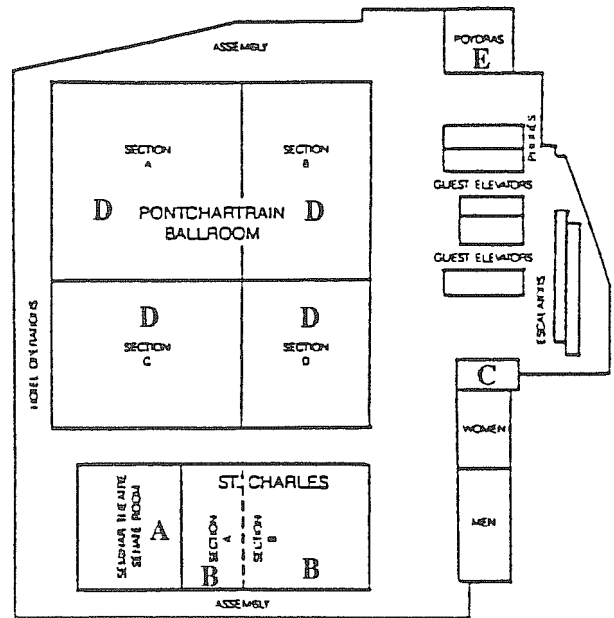 ASSEMBLY
POYDRAS
E
PHONES
SECTION
A
SECTION
B
GUEST ELEVATORS
D
PONTCHARTRAIN
BALLROOM
D
GUEST ELEVATORS
ESCALATORS
HOTEL OPERATIONS
D
SECTION
C
D
SECTION
D
C
WOMEN
ST. CHARLES
A
SECTION
A
SECTION
B
MEN
B
B
ASSEMBLY